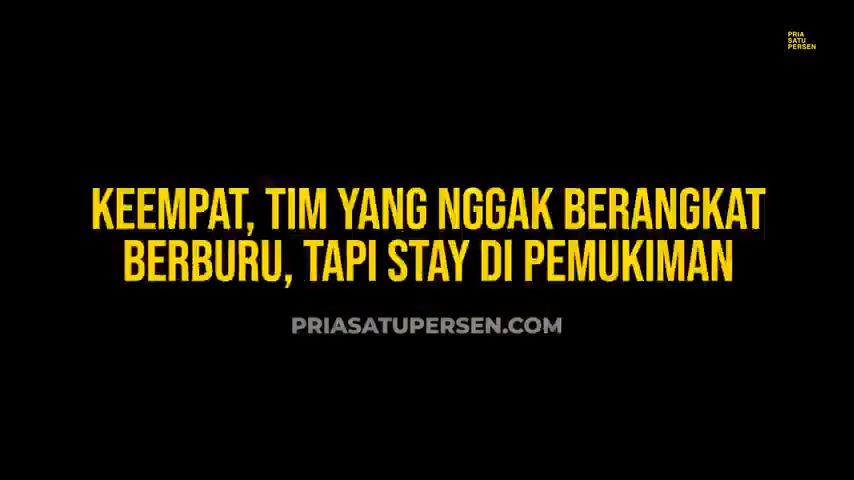 PRIA
SATU
PERSEN
KEEMPAT, TIM YANG NGGAK BERANGKAT
BERBURU, TAPI STAY DI PEMUKIMAN
PRIASATUPERSEN.COM